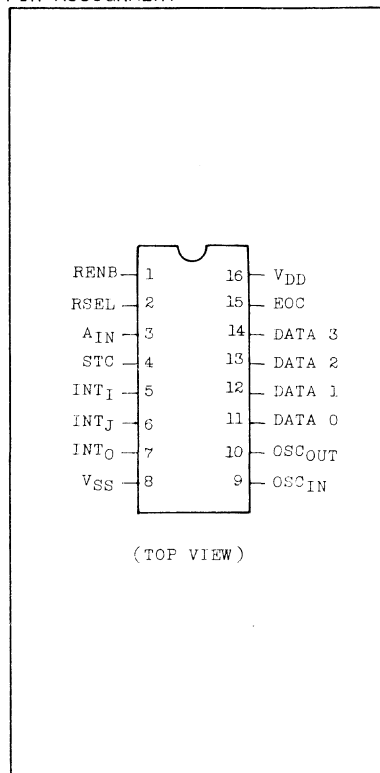 RENB 1 16 VDD
RSEL 2 15 EOC
AIN 3 14 DATA 3
STC 4 13 DATA 2
INTI 5 12 DATA 1
INTJ 6 11 DATA 0
INTO 7 10 OSCOUT
VSS 8 9 OSCIN
(TOP VIEW)